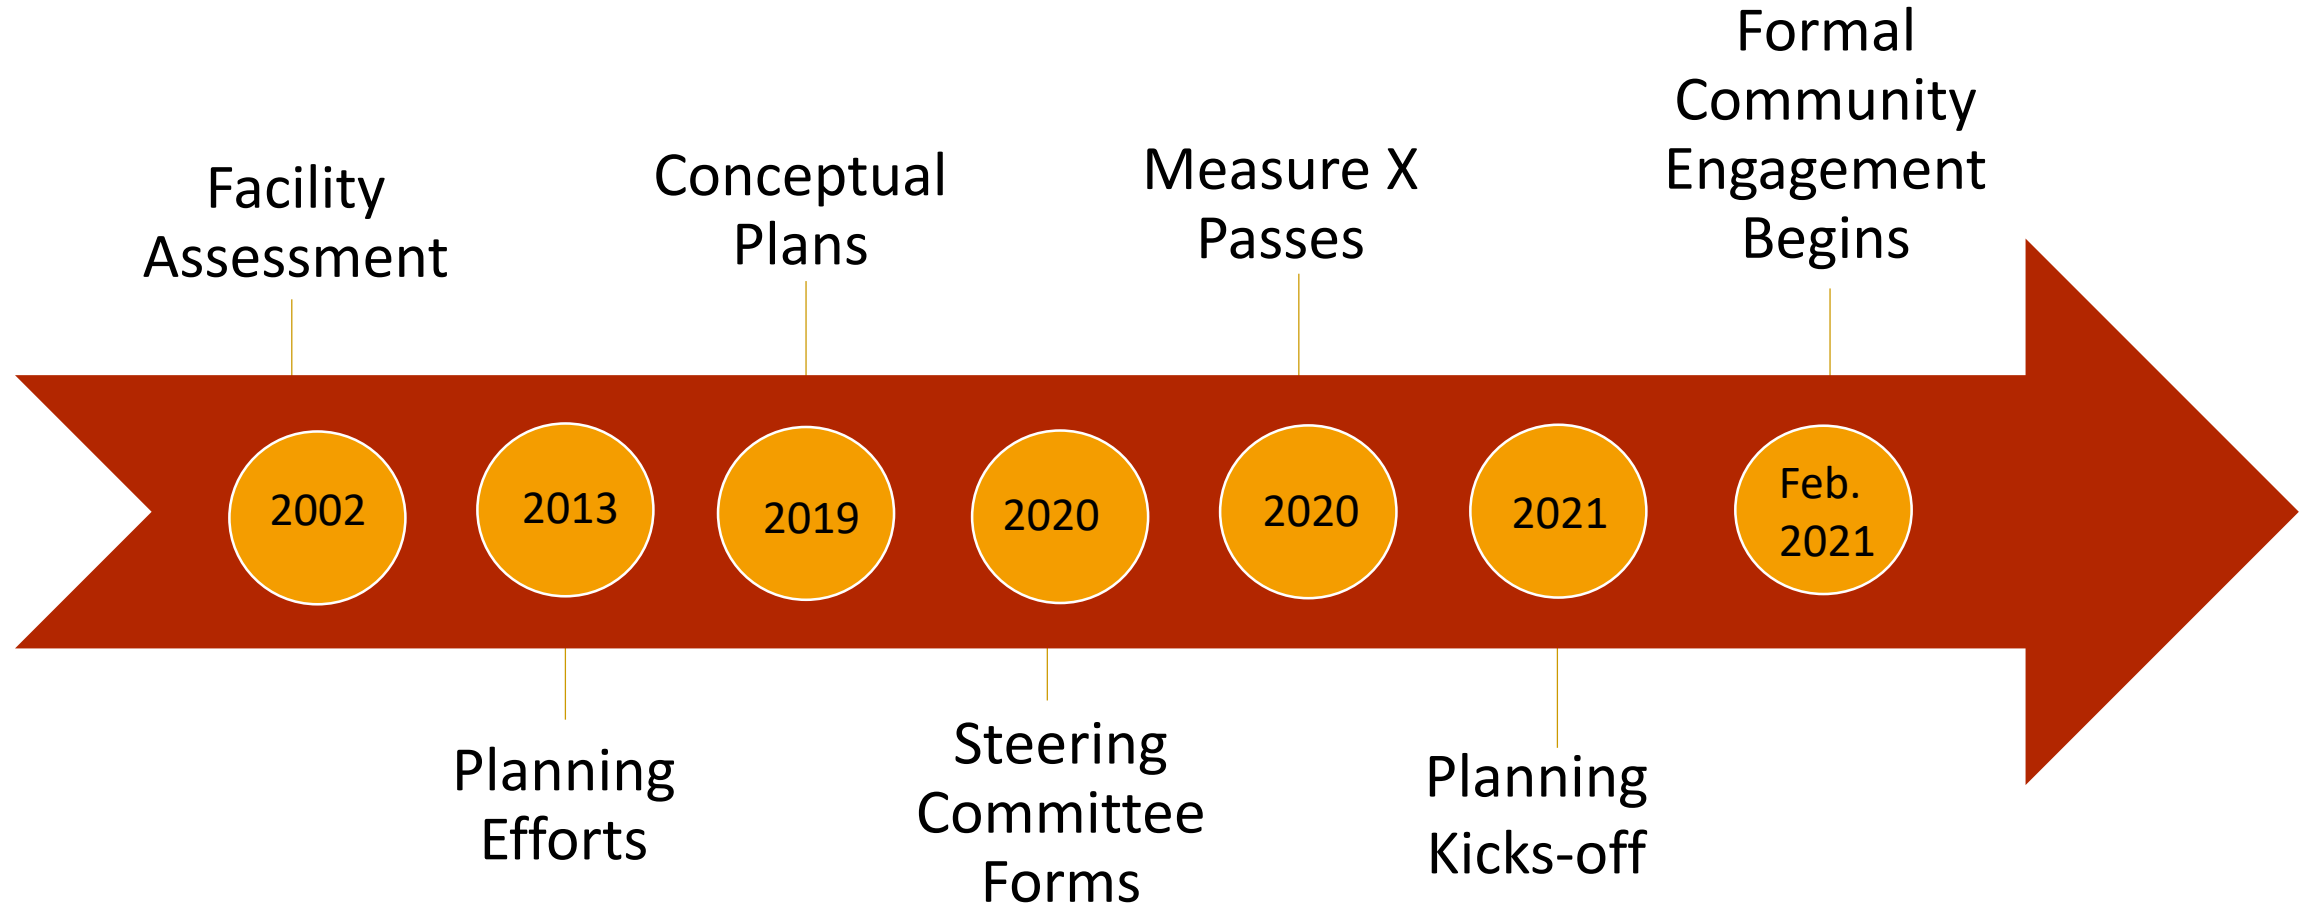 Facility
Assessment
Conceptual
Plans
Measure X
Passes
Formal
Community
Engagement
Begins
2002
2013
2019
2020
2020
2021
Feb.
2021
Planning
Efforts
Steering
Committee
Forms
Planning
Kicks-off